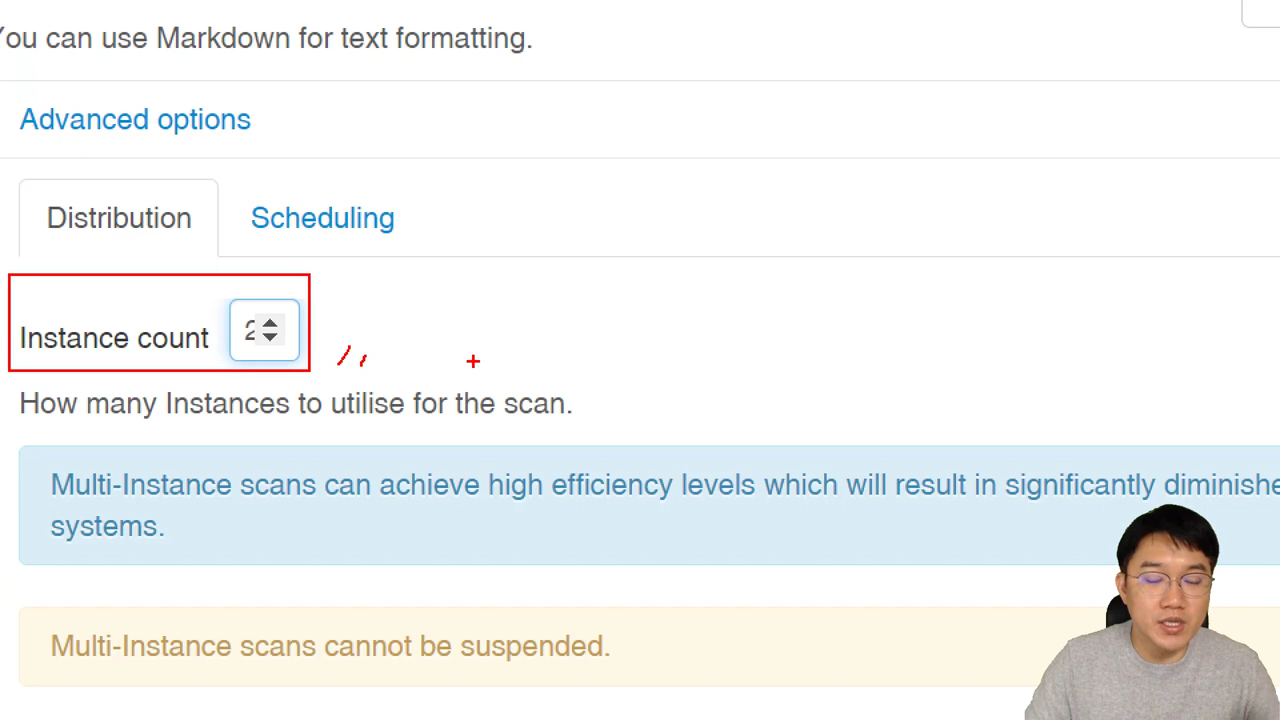 You can use Markdown for text formatting.
Advanced options
Distribution Scheduling
Instance count 2
How many Instances to utilise for the scan.
Multi-Instance scans can achieve high efficiency levels which will result in significantly
systems.
Multi-Instance scans cannot be suspended.